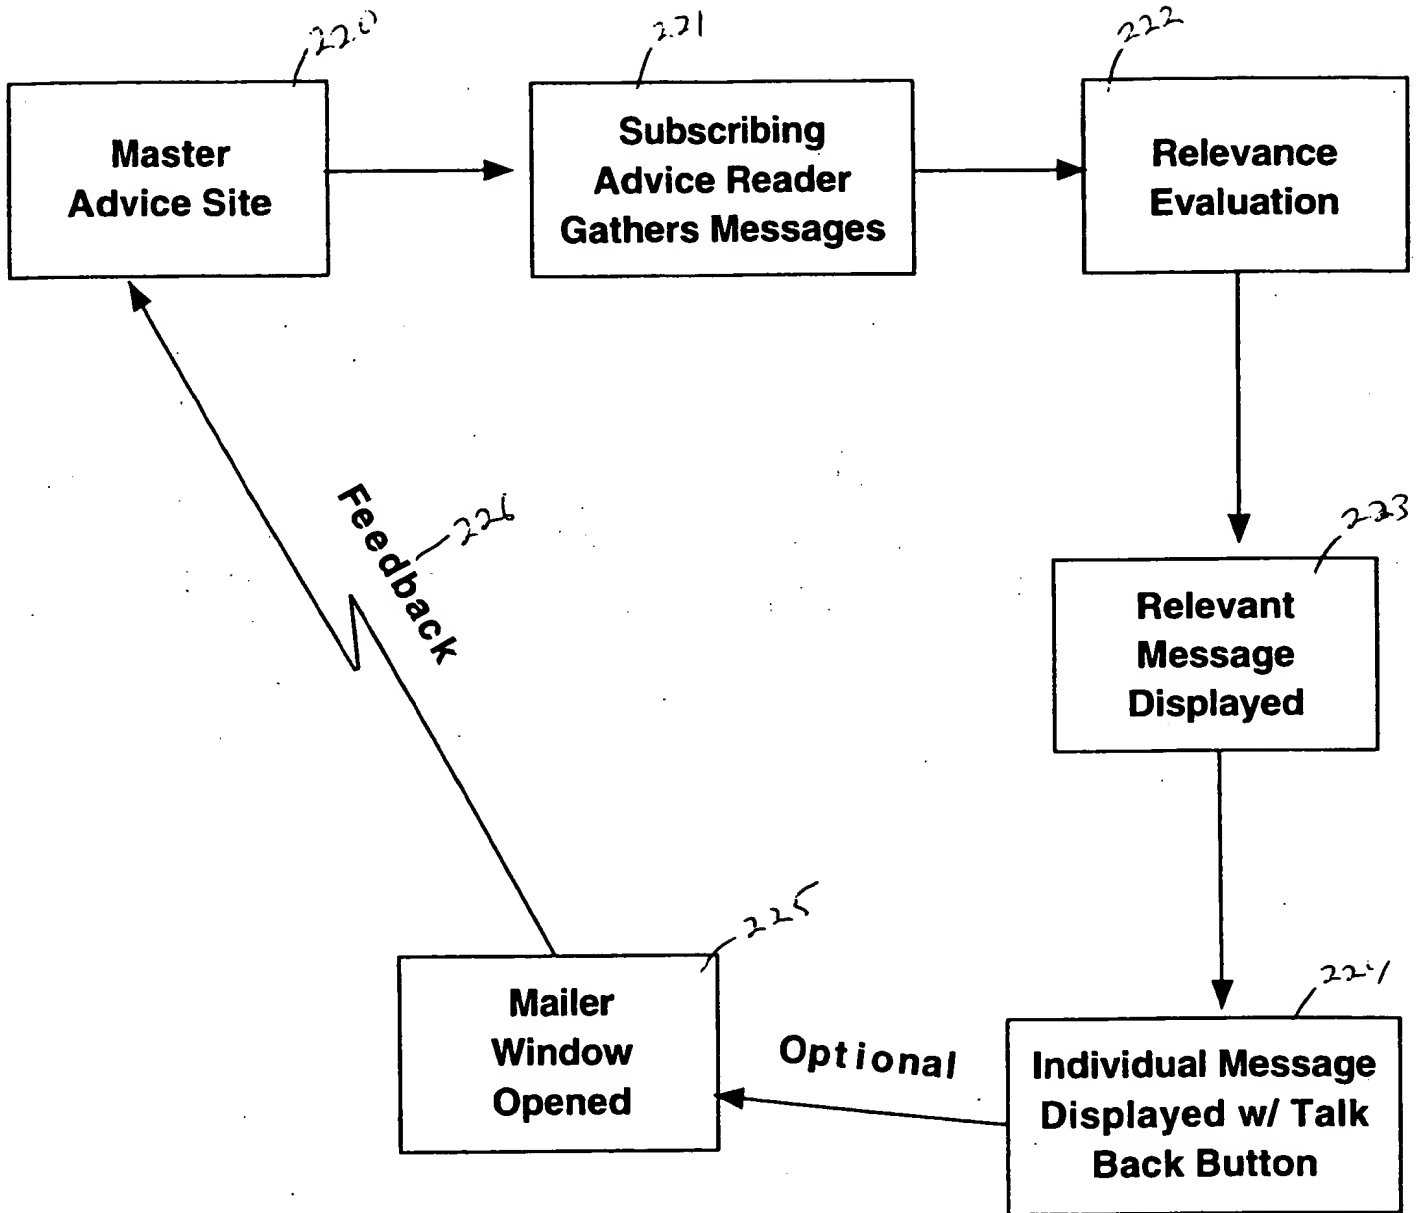 220
221
222
Master
Advice Site
Subscribing
Advice Reader
Gathers Messages
Relevance
Evaluation
Feedback
226
223
Relevant
Message
Displayed
225
224
Mailer
Window
Opened
Optional
Individual Message
Displayed w/ Talk
Back Button